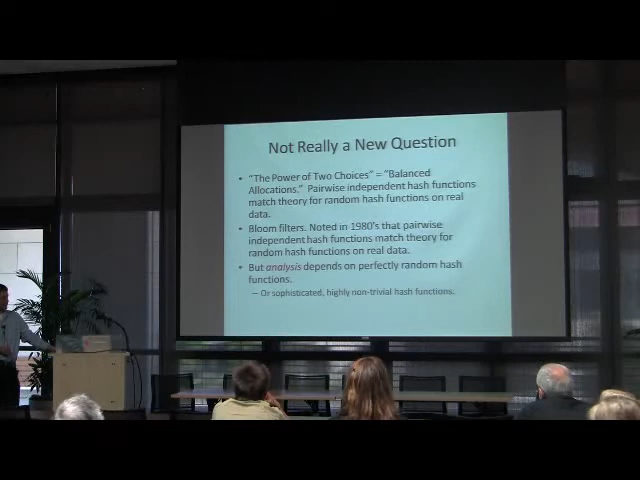 Not Really a New Question
• "The Power of Two Choices" = "Balanced
Allocations." Pairwise independent hash functions
match theory for random hash functions on real
data.
• Bloom filters. Noted in 1980's that pairwise
independent hash functions match theory for
random hash functions on real data.
• But analysis depends on perfectly random hash
functions.
– Or sophisticated, highly non-trivial hash functions.